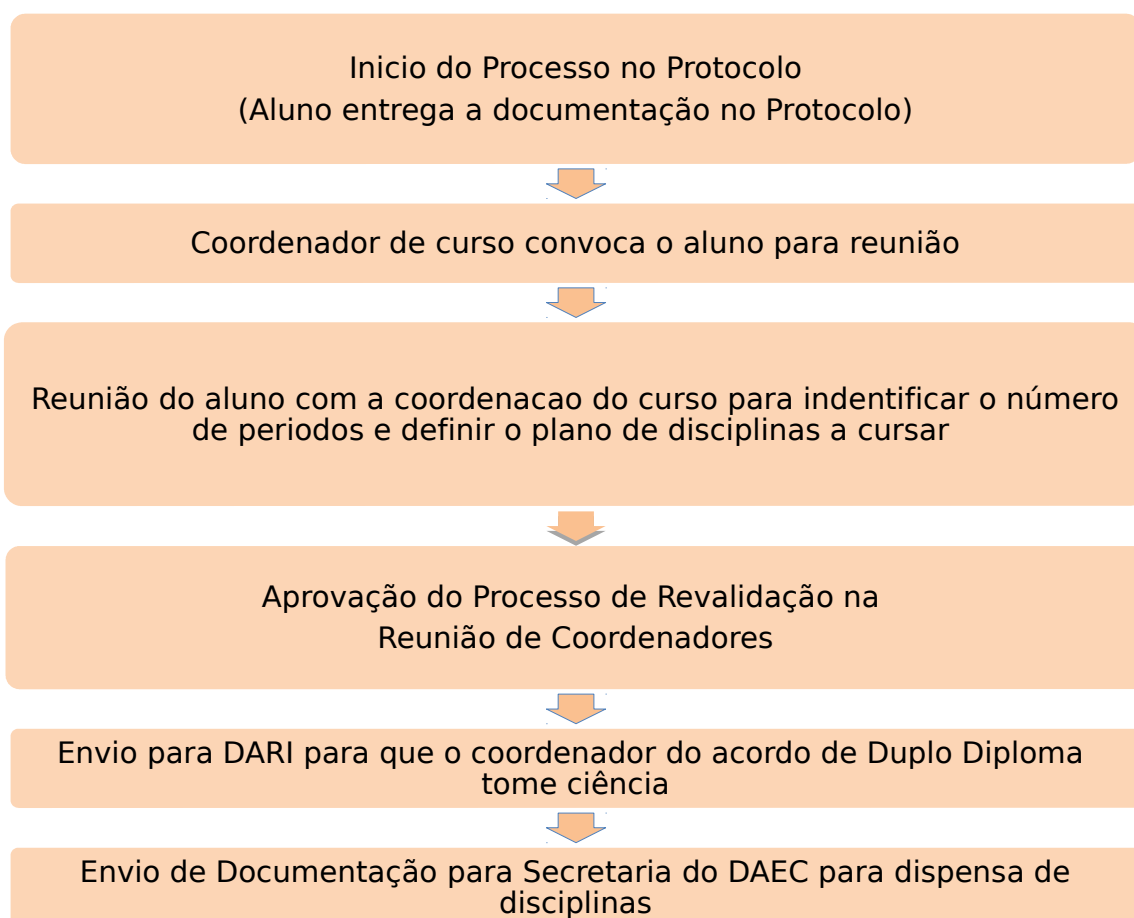 Inicio do Processo no Protocolo
(Aluno entrega a documentação no Protocolo)
Coordenador de curso convoca o aluno para reunião
Reunião do aluno com a coordenacao do curso para indentificar o número
de periodos e definir o plano de disciplinas a cursar
Aprovação do Processo de Revalidação na
Reunião de Coordenadores
Envio para DARI para que o coordenador do acordo de Duplo Diploma
tome ciência
Envio de Documentação para Secretaria do DAEC para dispensa de
disciplinas